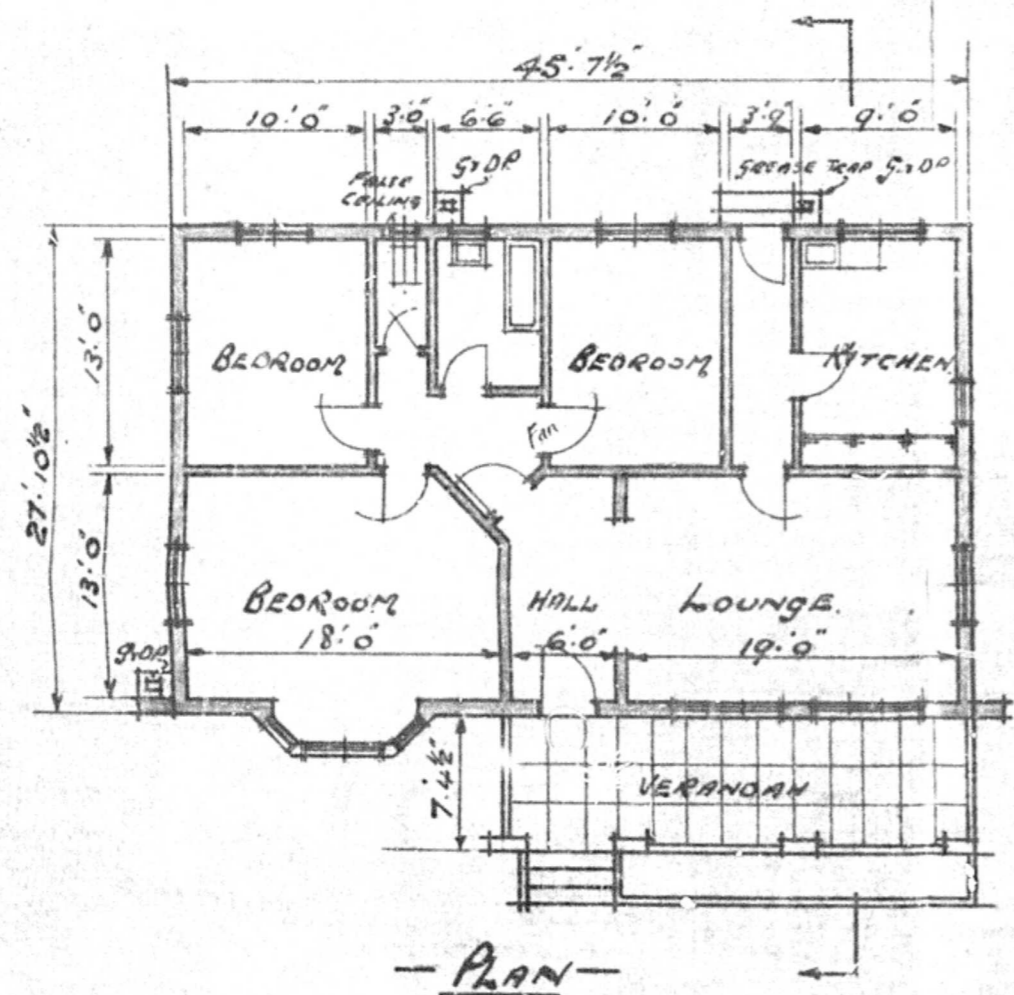 45'-7½"
10'-0" 3'-0" 6'-6" 10'-0" 3'-0" 9'-0"
FALSE
CEILING
G.T.D.P.
GREASE TRAP G.T.D.P.
13'-0"
27'-10½"
BEDROOM
BEDROOM
KITCHEN
Fan
13'-0"
BEDROOM
18'-0"
HALL
6'-0"
LOUNGE.
19'-0"
7'-4½"
VERANDAH
— PLAN —